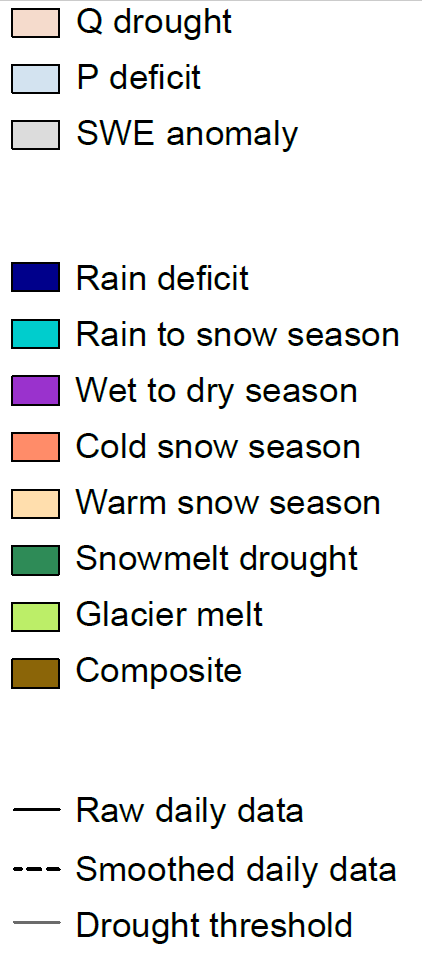 Q drought
P deficit
SWE anomaly
Rain deficit
Rain to snow season
Wet to dry season
Cold snow season
Warm snow season
Snowmelt drought
Glacier melt
Composite
Raw daily data
Smoothed daily data
Drought threshold